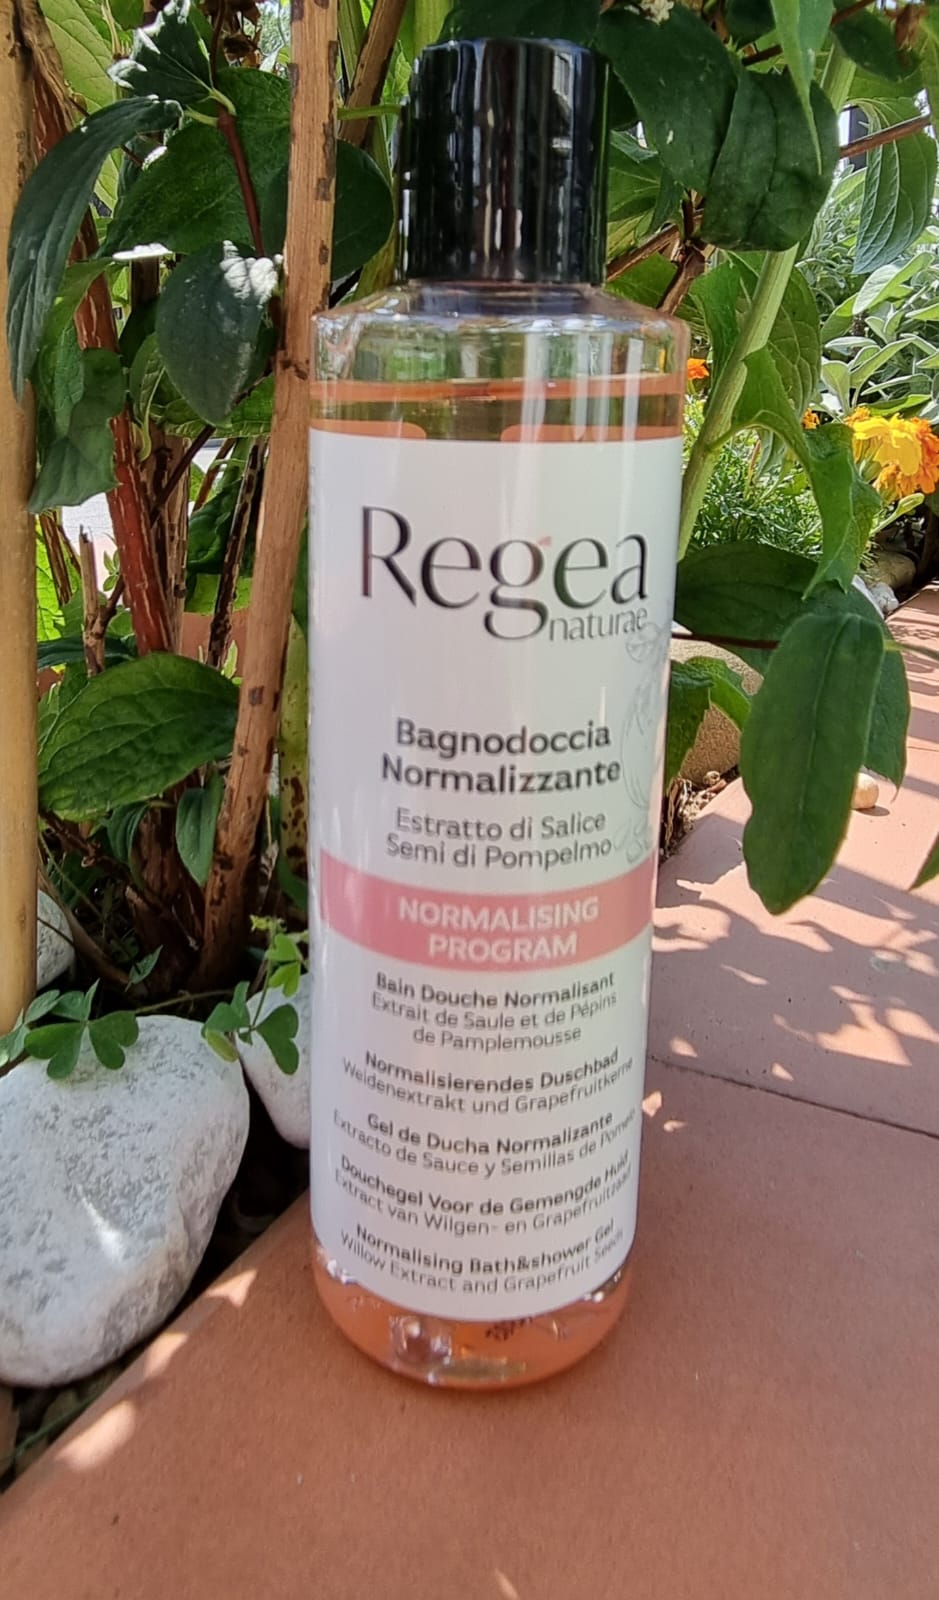 Regea
naturae
Bagnodoccia
Normalizzante
Estratto di Salice
Semi di Pompelmo
NORMALISING
PROGRAM
Bain Douche Normalisant
Extrait de Saule et de Pépins
de Pamplemousse
Normalisierendes Duschbad
Weidenextrakt und Grapefruitkerne
Gel de Ducha Normalizante
Extracto de Sauce y Semillas de
Douchegel Voor de Gemengde Huid
Extract van Wilgen- en
Normalising Bath&shower Gel
Willow Extract and Grapefruit Seeds